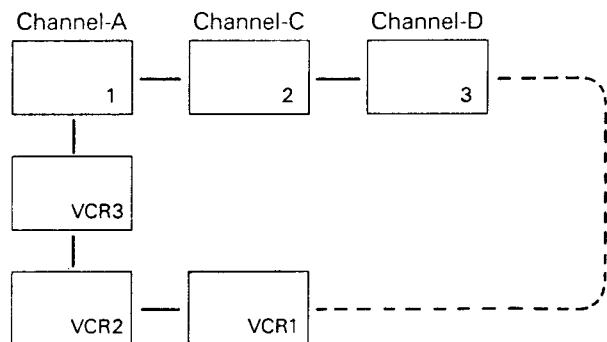 Channel-A Channel-C Channel-D
1 2 3
VCR3
VCR2 VCR1